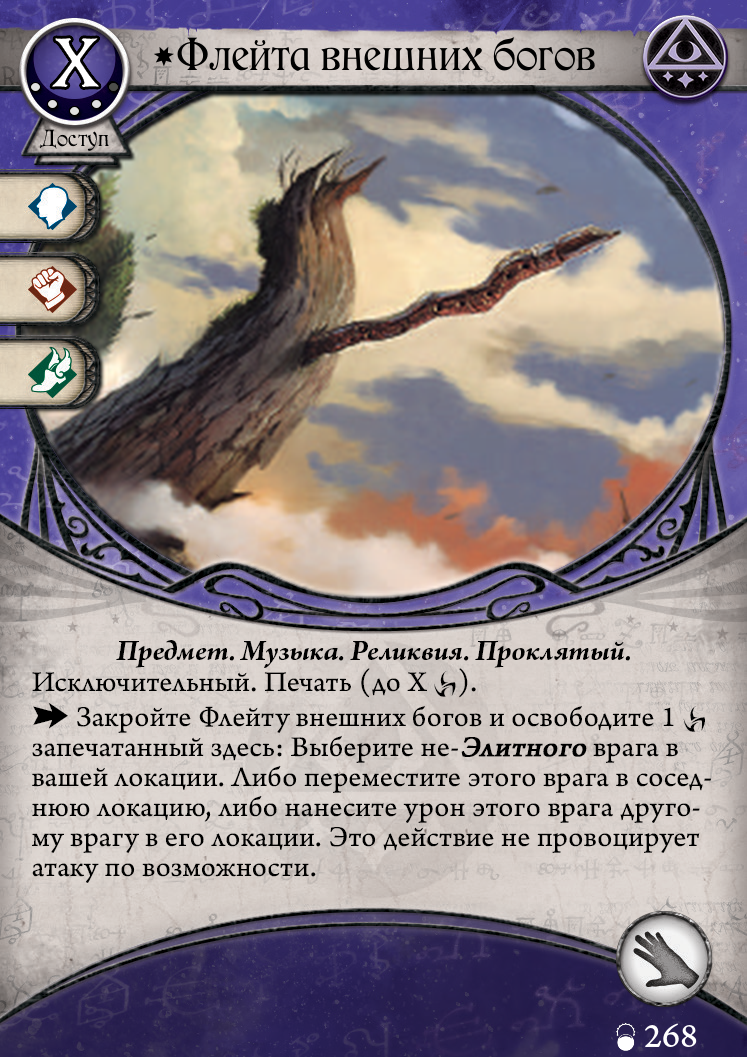 X
Флейта внешних богов
Доступ
Предмет. Музыка. Реликвия. Проклятый.
Исключительный. Печать (до X ).
Закройте Флейту внешних богов и освободите 1
запечатанный здесь: Выберите не-Элитного врага в
вашей локации. Либо переместите этого врага в сосед-
нюю локацию, либо нанесите урон этого врага друго-
му врагу в его локации. Это действие не провоцирует
атаку по возможности.
268